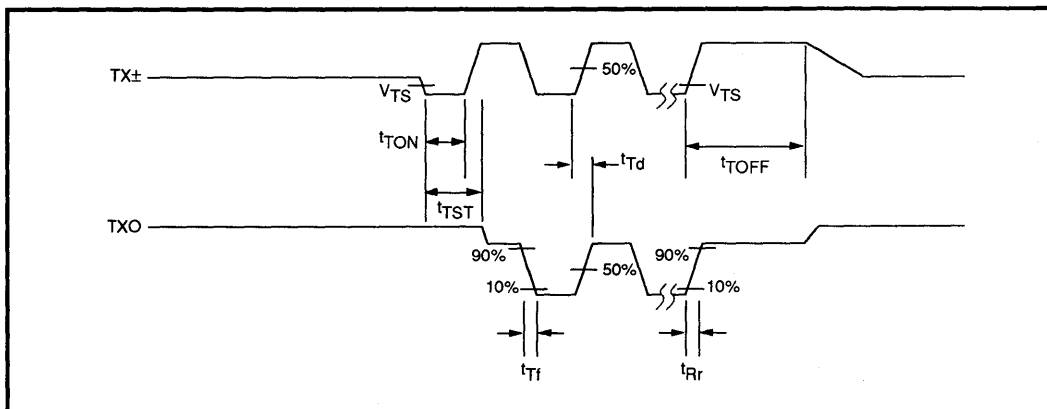 TX±
VTS
50%
VTS
tTON
tTd
tTOFF
tTST
TXO
90%
50%
90%
10%
10%
tTf
tRr